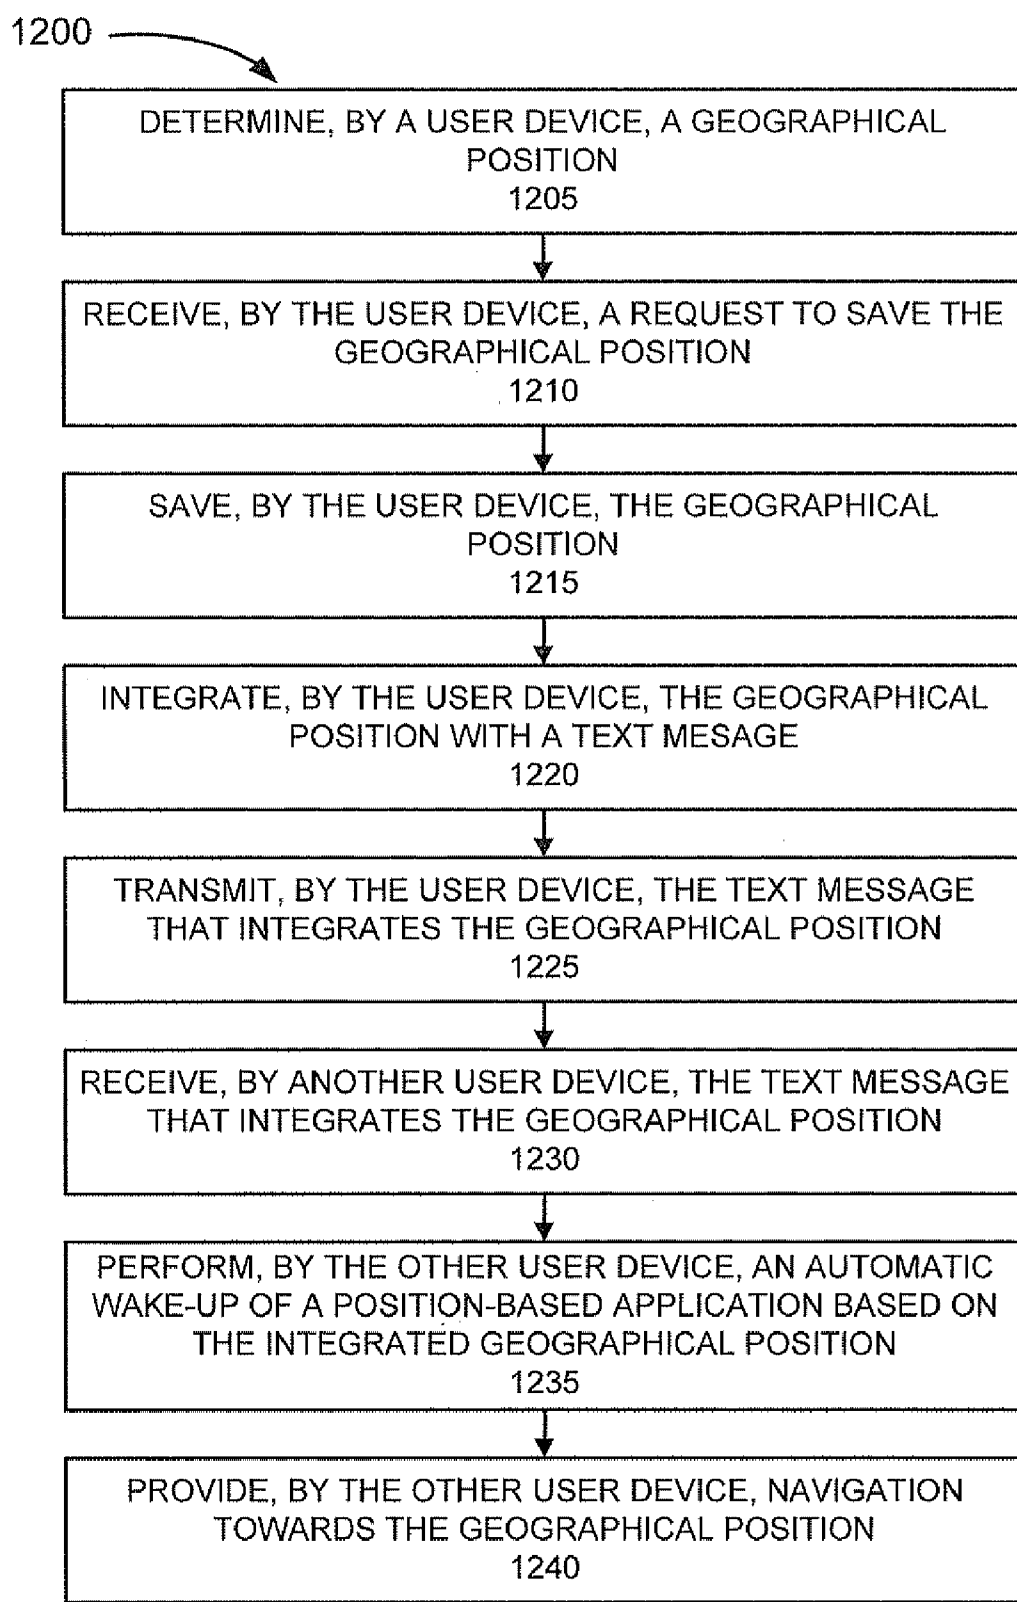 1200
DETERMINE, BY A USER DEVICE, A GEOGRAPHICAL
POSITION
1205
RECEIVE, BY THE USER DEVICE, A REQUEST TO SAVE THE
GEOGRAPHICAL POSITION
1210
SAVE, BY THE USER DEVICE, THE GEOGRAPHICAL
POSITION
1215
INTEGRATE, BY THE USER DEVICE, THE GEOGRAPHICAL
POSITION WITH A TEXT MESAGE
1220
TRANSMIT, BY THE USER DEVICE, THE TEXT MESSAGE
THAT INTEGRATES THE GEOGRAPHICAL POSITION
1225
RECEIVE, BY ANOTHER USER DEVICE, THE TEXT MESSAGE
THAT INTEGRATES THE GEOGRAPHICAL POSITION
1230
PERFORM, BY THE OTHER USER DEVICE, AN AUTOMATIC
WAKE-UP OF A POSITION-BASED APPLICATION BASED ON
THE INTEGRATED GEOGRAPHICAL POSITION
1235
PROVIDE, BY THE OTHER USER DEVICE, NAVIGATION
TOWARDS THE GEOGRAPHICAL POSITION
1240